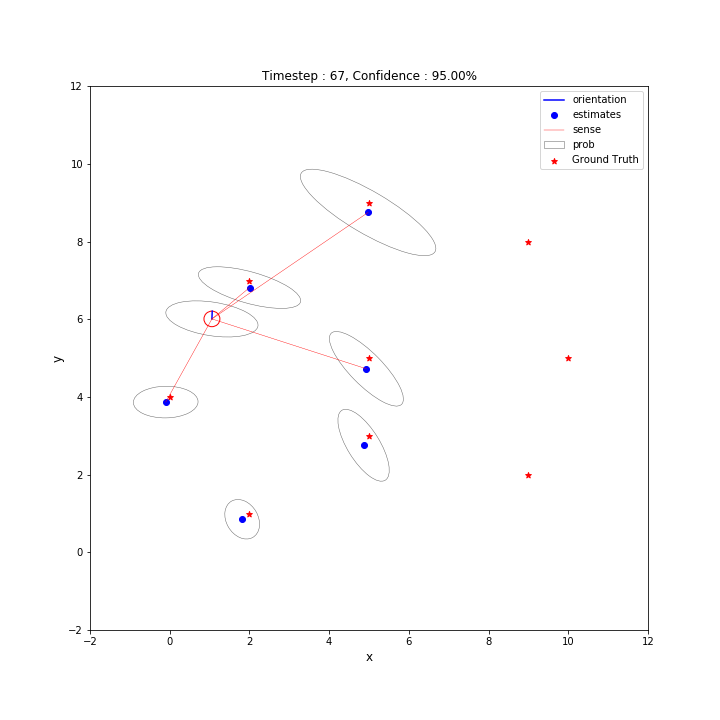 Timestep : 67, Confidence : 95.00%
orientation
estimates
sense
prob
Ground Truth
12
10
8
6
4
2
0
−2
y
−2 0 2 4 6 8 10 12
x